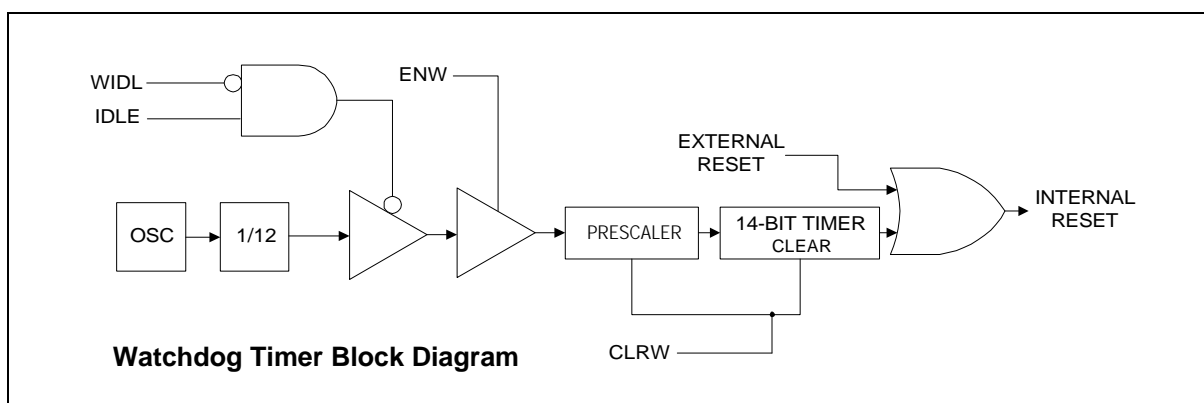 WIDL
IDLE
ENW
EXTERNAL
RESET
INTERNAL
RESET
OSC
1/12
PRESCALER
14-BIT TIMER
CLEAR
CLRW
Watchdog Timer Block Diagram